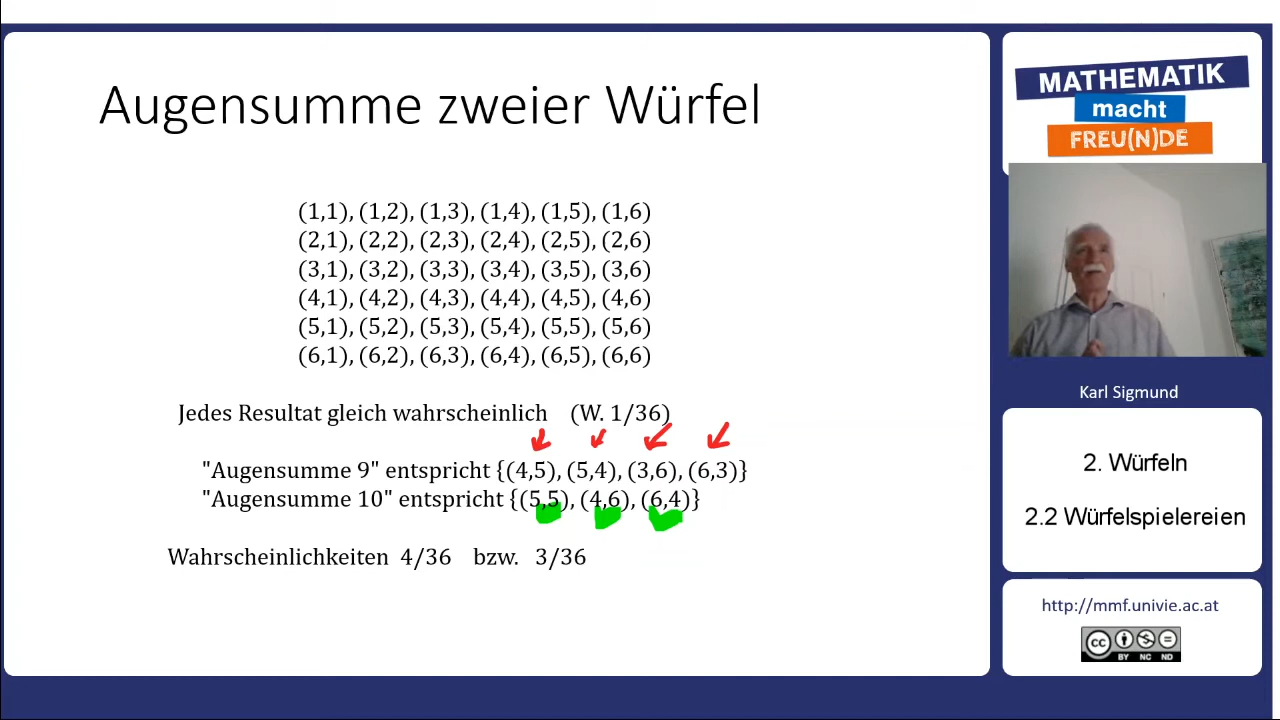 Augensumme zweier Würfel
(1,1), (1,2), (1,3), (1,4), (1,5), (1,6)
(2,1), (2,2), (2,3), (2,4), (2,5), (2,6)
(3,1), (3,2), (3,3), (3,4), (3,5), (3,6)
(4,1), (4,2), (4,3), (4,4), (4,5), (4,6)
(5,1), (5,2), (5,3), (5,4), (5,5), (5,6)
(6,1), (6,2), (6,3), (6,4), (6,5), (6,6)
Jedes Resultat gleich wahrscheinlich (W. 1/36)
"Augensumme 9" entspricht {(4,5), (5,4), (3,6), (6,3)}
"Augensumme 10" entspricht {(5,5), (4,6), (6,4)}
Wahrscheinlichkeiten 4/36 bzw. 3/36
MATHEMATIK
macht
FREU(N)DE
Karl Sigmund
2. Würfeln
2.2 Würfelspielereien
http://mmf.univie.ac.at
CC
BY NC ND